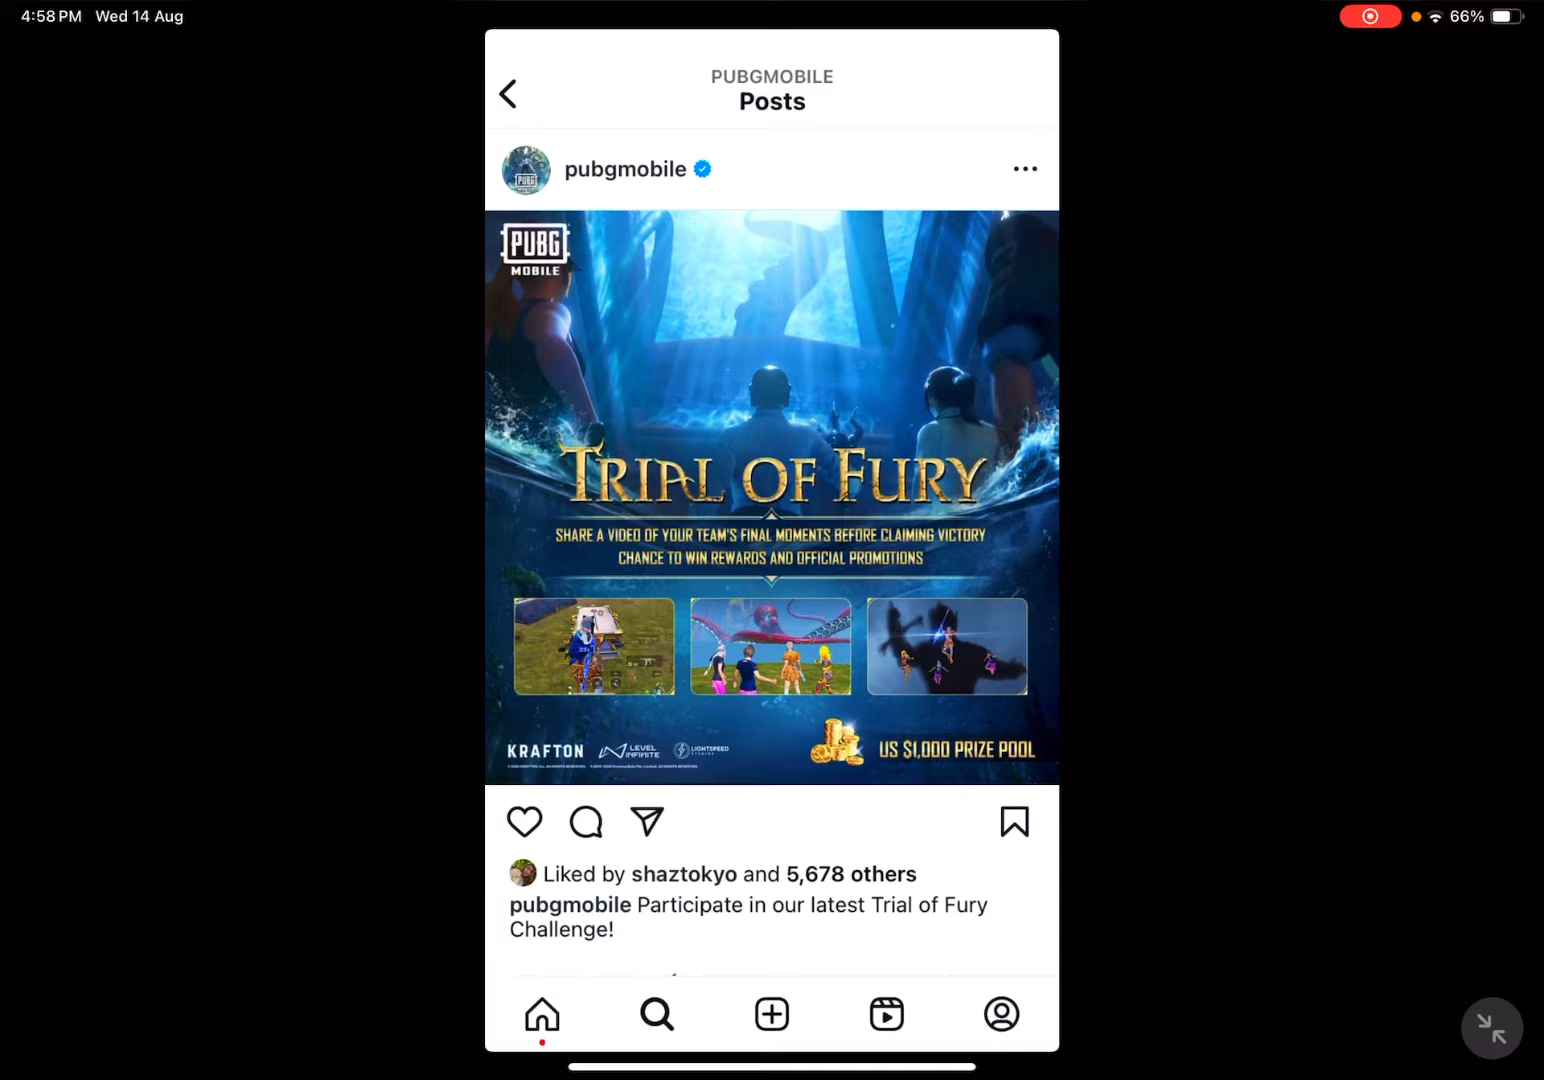 4:58 PM Wed 14 Aug
66%
PUBGMOBILE
Posts
pubgmobile
PUBG
MOBILE
TRIAL OF FURY
SHARE A VIDEO OF YOUR TEAM'S FINAL MOMENTS BEFORE CLAIMING VICTORY
CHANCE TO WIN REWARDS AND OFFICIAL PROMOTIONS
KRAFTON LEVEL INFINITE LIGHTSPEED STUDIOS
US $1,000 PRIZE POOL
Liked by shaztokyo and 5,678 others
pubgmobile Participate in our latest Trial of Fury
Challenge!